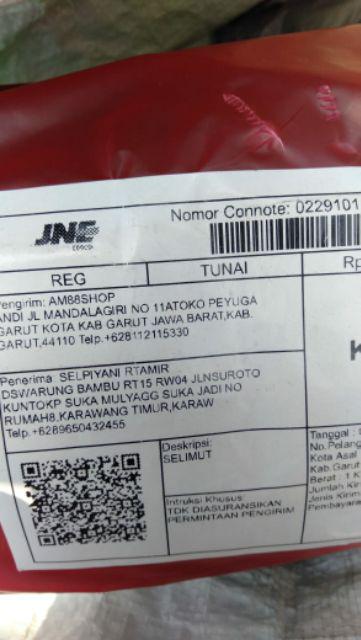 JNE
Nomor Connote: 0229101
REG
TUNAI
Rp
Pengirim: AM88SHOP
ANDI JL MANDALAGIRI NO 11ATOKO PEYUGA
GARUT KOTA KAB GARUT JAWA BARAT,KAB.
GARUT,44110 Telp.+628112115330
Penerima SELPIYANI RTAMIR
DSWARUNG BAMBU RT15 RW04 JLNSUROTO
KUNTOKP SUKA MULYAGG SUKA JADI NO
RUMAH8,KARAWANG TIMUR,KARAW
Telp.+6289650432455
K
Deskripsi:
SELIMUT
Intruksi Khusus:
TDK DIASURANSIKAN
PERMINTAAN PENGIRIM
Tanggal :
No.Pelang
Kota Asal
Kab.Garut
Berat : 1 K
Jumlah Kiri
Jenis Kirim
Pembayara